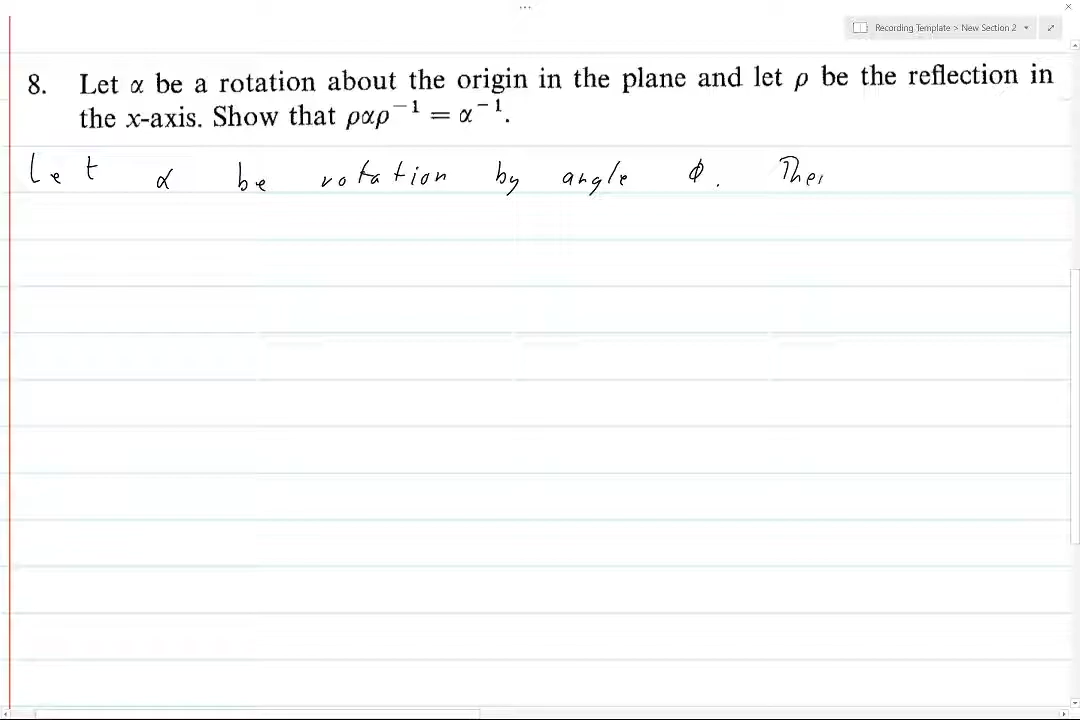 Recording Template > New Section 2
8. Let α be a rotation about the origin in the plane and let ρ be the reflection in
the x-axis. Show that ραρ⁻¹ = α⁻¹.
Let α be rotation by angle ϕ. The